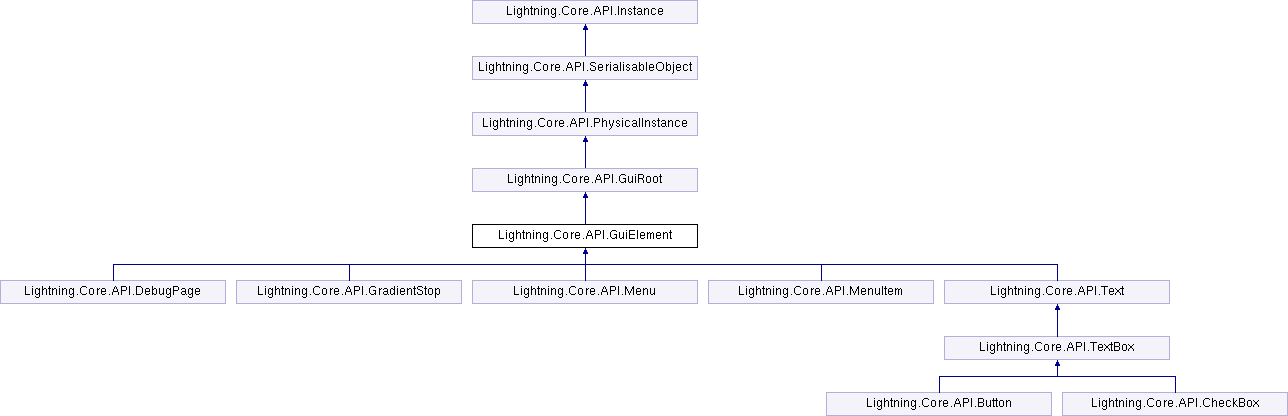 Lightning.Core.API.Instance
Lightning.Core.API.SerialisableObject
Lightning.Core.API.PhysicalInstance
Lightning.Core.API.GuiRoot
Lightning.Core.API.GuiElement
Lightning.Core.API.DebugPage
Lightning.Core.API.GradientStop
Lightning.Core.API.Menu
Lightning.Core.API.MenuItem
Lightning.Core.API.Text
Lightning.Core.API.TextBox
Lightning.Core.API.Button
Lightning.Core.API.CheckBox